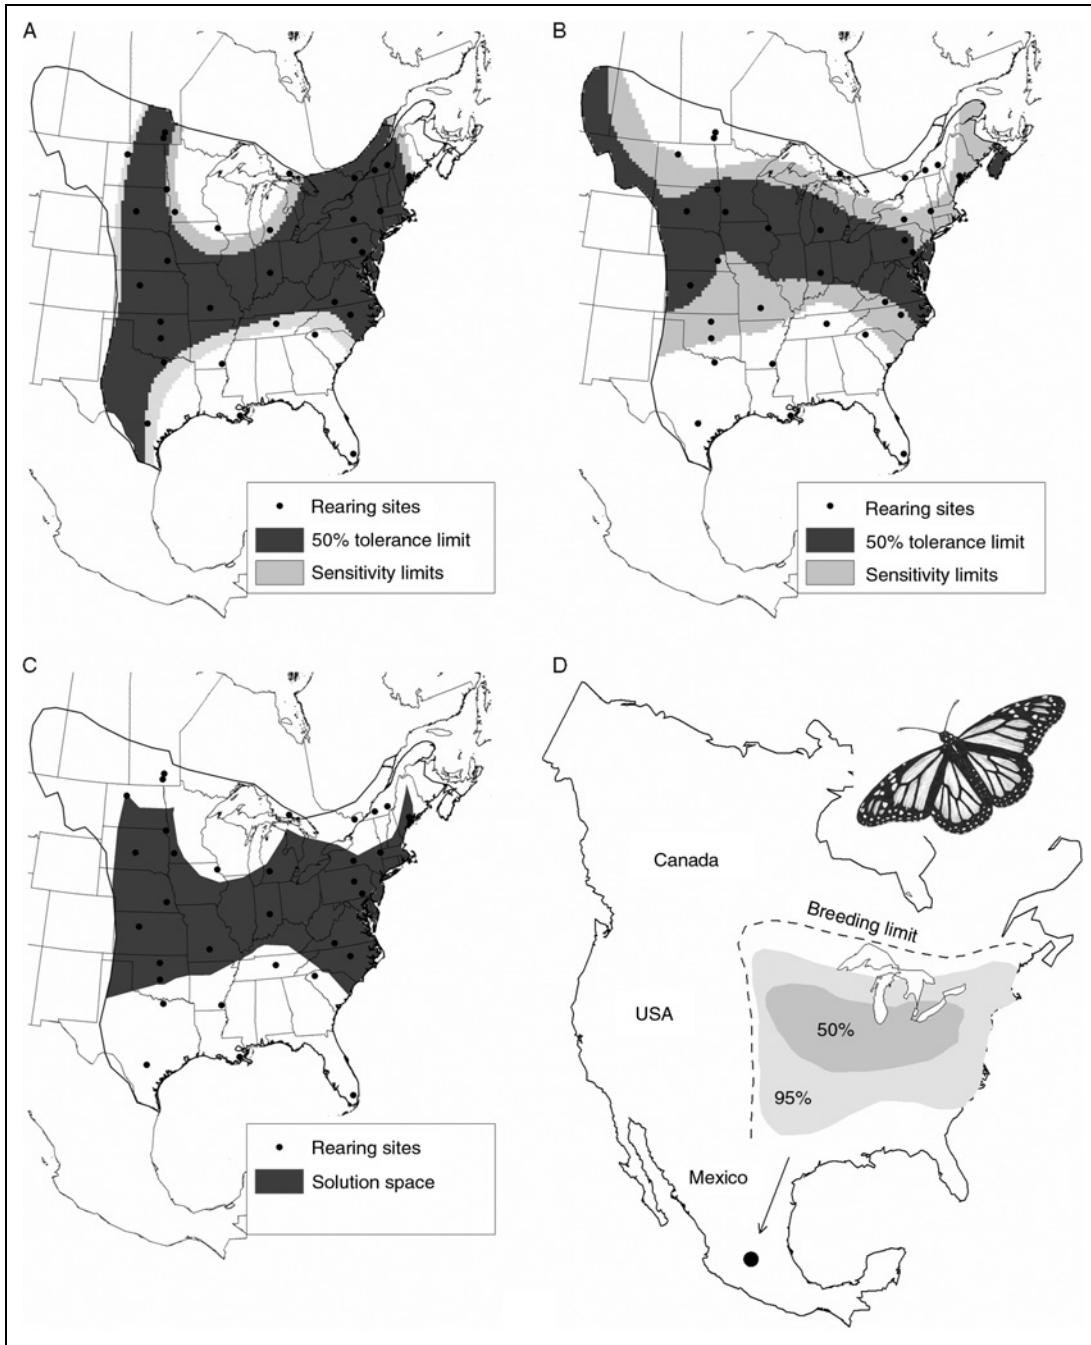 A
Rearing sites
50% tolerance limit
Sensitivity limits
B
Rearing sites
50% tolerance limit
Sensitivity limits
C
Rearing sites
Solution space
D
Canada
Breeding limit
USA
50%
95%
Mexico